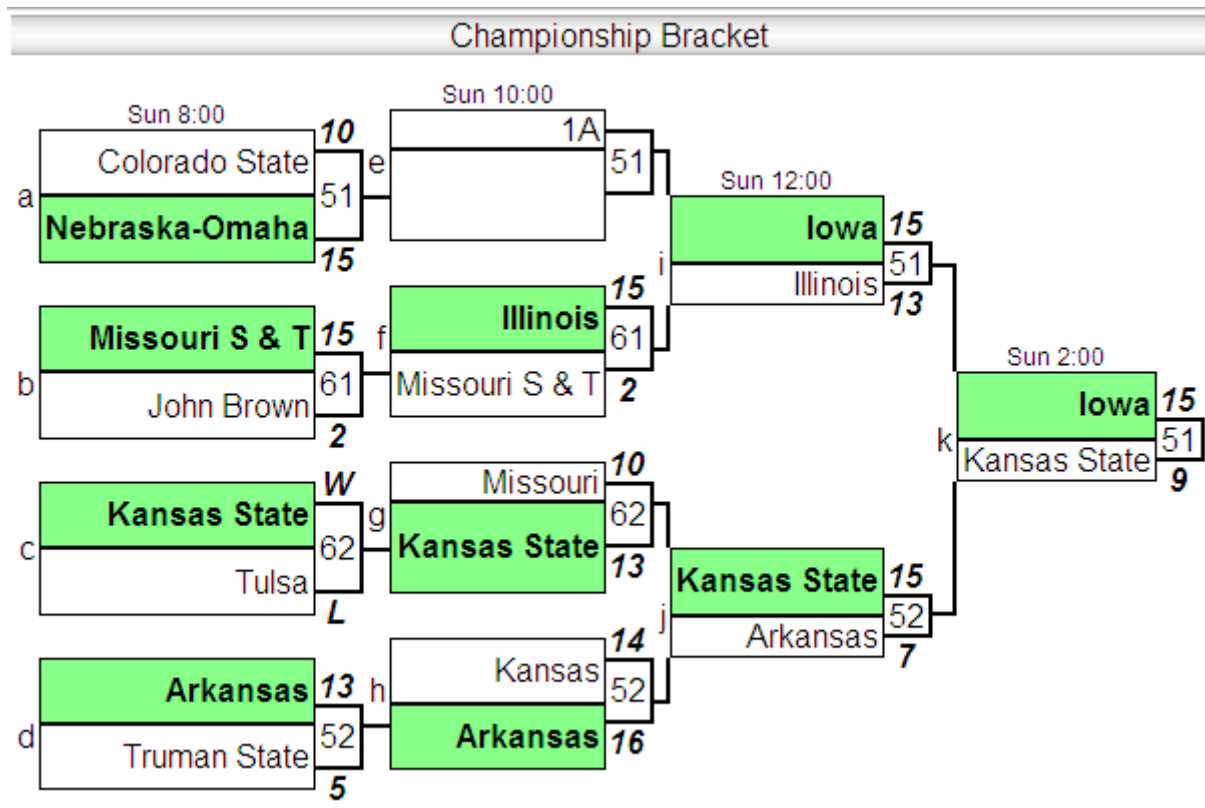 Championship Bracket
Sun 8:00
Sun 10:00
Sun 12:00
Sun 2:00
a
Colorado State 10
51
Nebraska-Omaha 15
b
Missouri S & T 15
61
John Brown 2
c
Kansas State W
62
Tulsa L
d
Arkansas 13
52
Truman State 5
e
1A
51
f
Illinois 15
61
Missouri S & T 2
g
Missouri 10
62
Kansas State 13
h
Kansas 14
52
Arkansas 16
i
Iowa 15
51
Illinois 13
j
Kansas State 15
52
Arkansas 7
k
Iowa 15
51
Kansas State 9